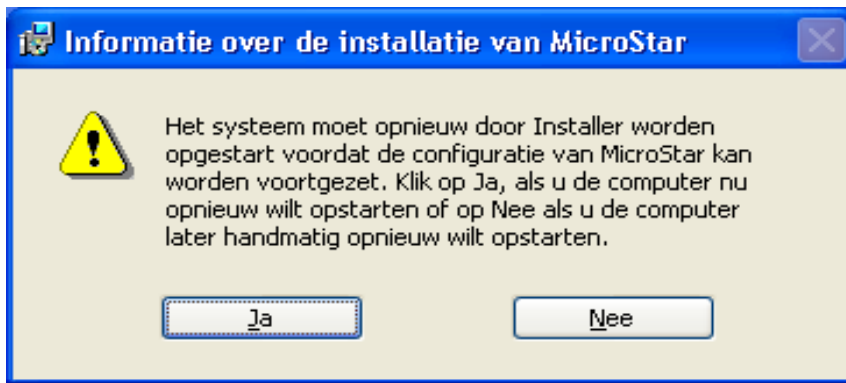 Informatie over de installatie van MicroStar
Het systeem moet opnieuw door Installer worden
opgestart voordat de configuratie van MicroStar kan
worden voortgezet. Klik op Ja, als u de computer nu
opnieuw wilt opstarten of op Nee als u de computer
later handmatig opnieuw wilt opstarten.
Ja
Nee